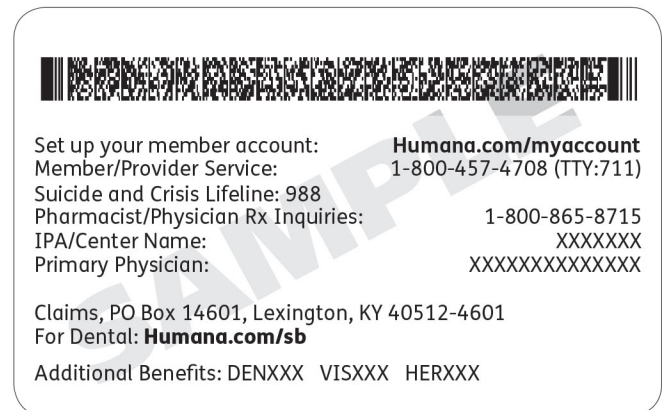 Set up your member account: Humana.com/myaccount
Member/Provider Service: 1-800-457-4708 (TTY:711)
Suicide and Crisis Lifeline: 988
Pharmacist/Physician Rx Inquiries: 1-800-865-8715
IPA/Center Name: XXXXXXX
Primary Physician: XXXXXXXXXXXXXX
Claims, PO Box 14601, Lexington, KY 40512-4601
For Dental: Humana.com/sb
Additional Benefits: DENXXX VISXXX HERXXX
SAMPLE